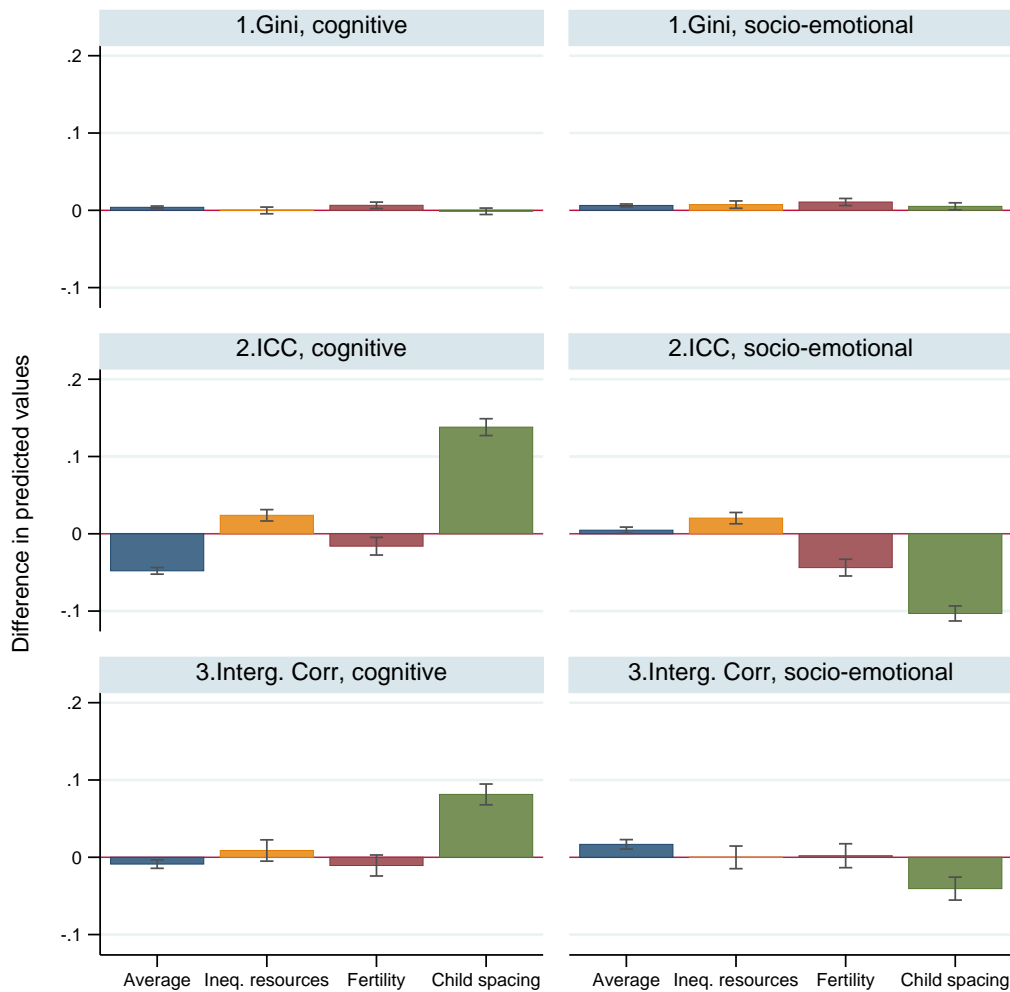 1.Gini, cognitive
1.Gini, socio-emotional
.2
.1
0
-.1
2.ICC, cognitive
2.ICC, socio-emotional
.2
.1
0
-.1
3.Interg. Corr, cognitive
3.Interg. Corr, socio-emotional
.2
.1
0
-.1
Difference in predicted values
Average Ineq. resources Fertility Child spacing
Average Ineq. resources Fertility Child spacing